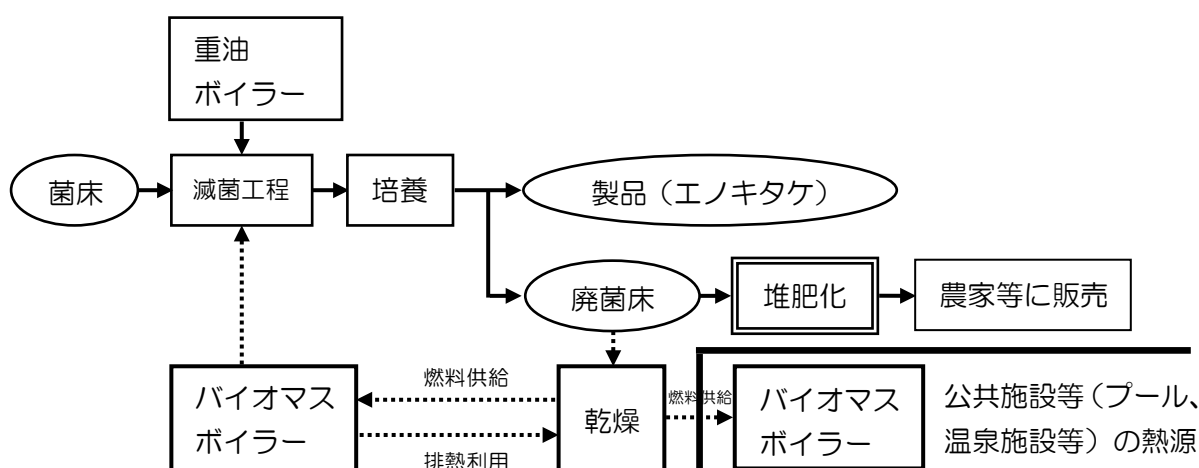 重油
ボイラー
菌床
滅菌工程
培養
製品（エノキタケ）
廃菌床
堆肥化
農家等に販売
バイオマス
ボイラー
燃料供給
排熱利用
乾燥
燃料供給
バイオマス
ボイラー
公共施設等（プール、
温泉施設等）の熱源